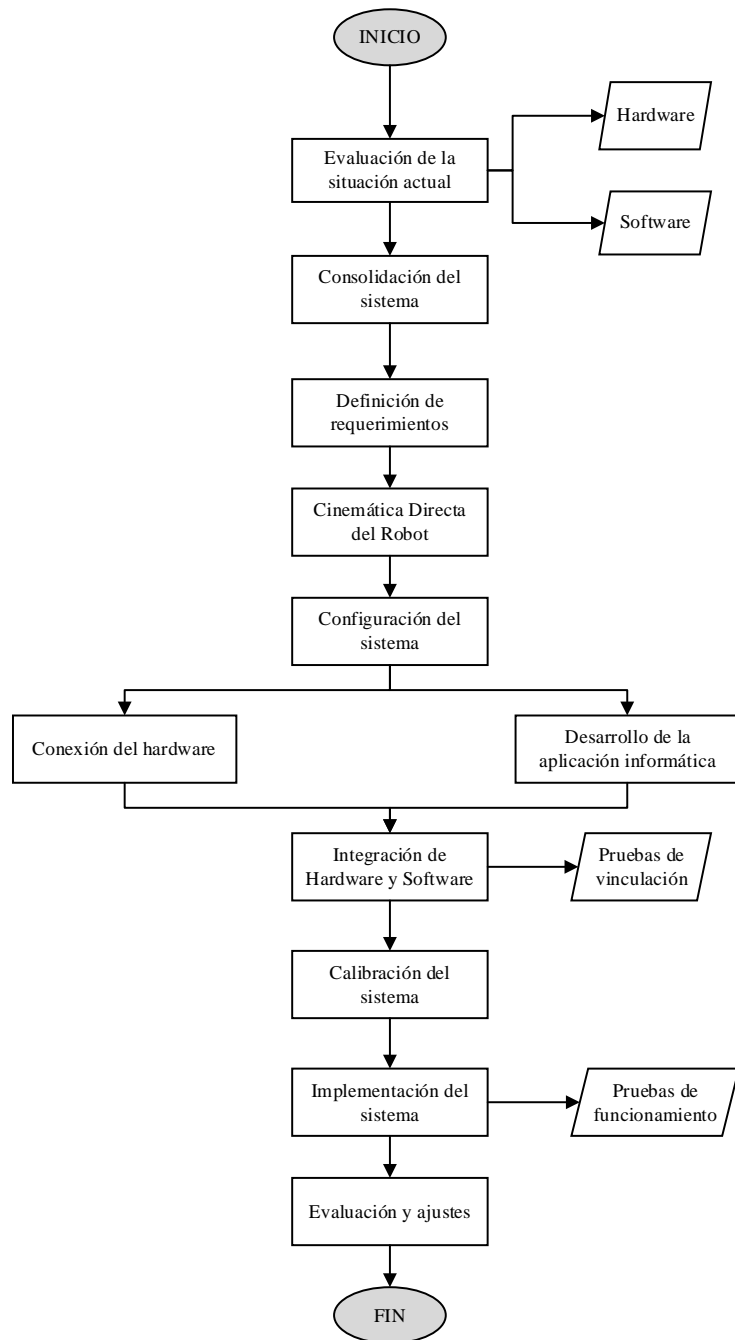 INICIO
Hardware
Evaluación de la
situación actual
Software
Consolidación del
sistema
Definición de
requerimientos
Cinemática Directa
del Robot
Configuración del
sistema
Conexión del hardware
Desarrollo de la
aplicación informática
Integración de
Hardware y Software
Pruebas de
vinculación
Calibración del
sistema
Implementación del
sistema
Pruebas de
funcionamiento
Evaluación y ajustes
FIN